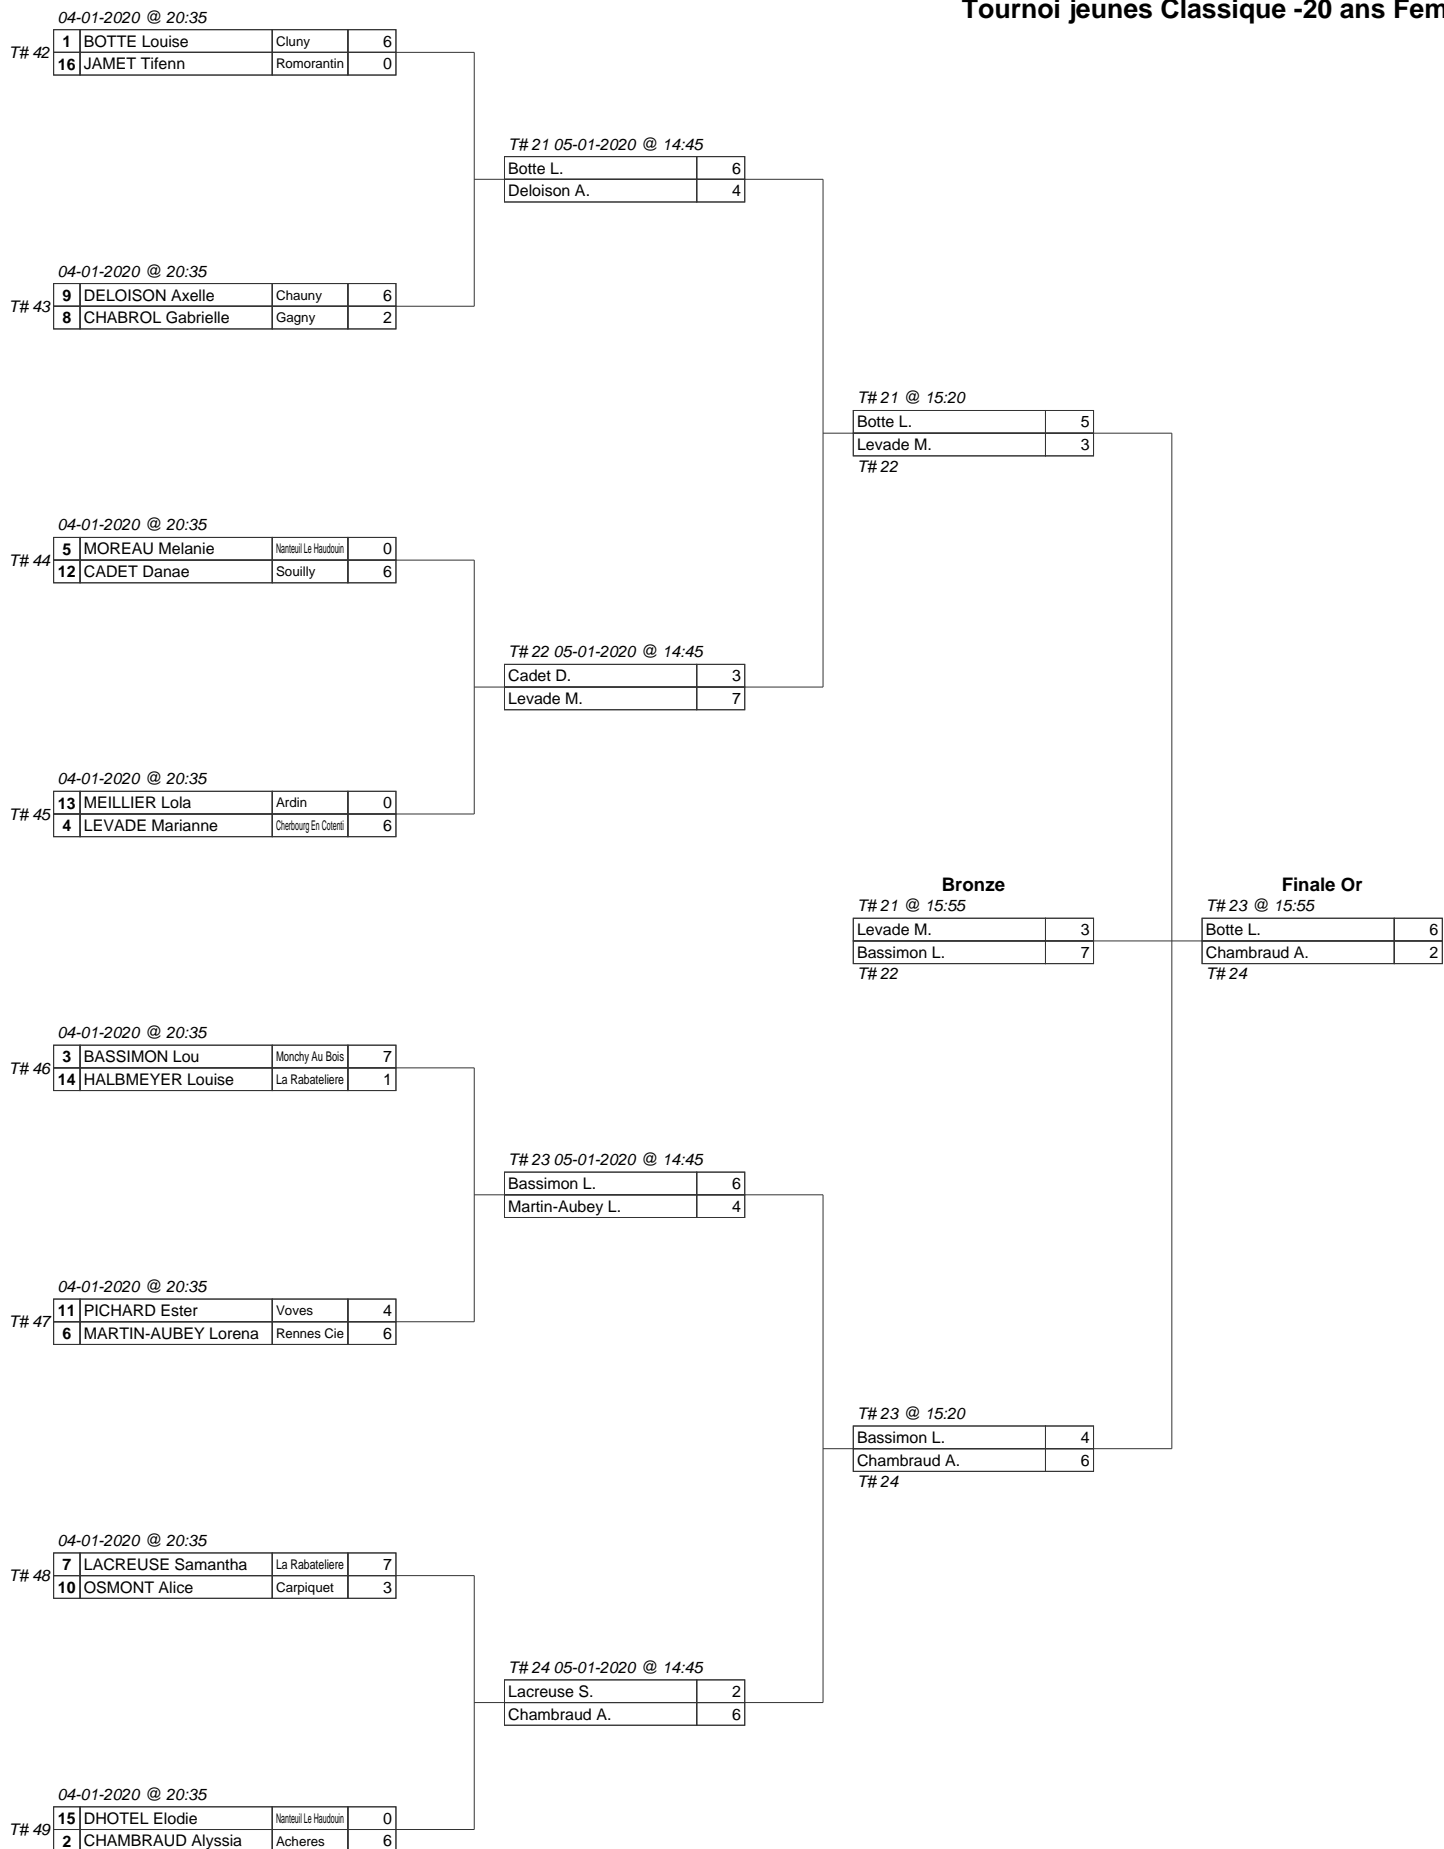 Tournoi jeunes Classique -20 ans Fem
04-01-2020 @ 20:35
T# 42
1 BOTTE Louise Cluny 6
16 JAMET Tifenn Romorantin 0
T# 21 05-01-2020 @ 14:45
Botte L. 6
Deloison A. 4
04-01-2020 @ 20:35
T# 43
9 DELOISON Axelle Chauny 6
8 CHABROL Gabrielle Gagny 2
T# 21 @ 15:20
Botte L. 5
Levade M. 3
T# 22
04-01-2020 @ 20:35
T# 44
5 MOREAU Melanie Nanteuil Le Haudouin 0
12 CADET Danae Souilly 6
T# 22 05-01-2020 @ 14:45
Cadet D. 3
Levade M. 7
04-01-2020 @ 20:35
T# 45
13 MEILLIER Lola Ardin 0
4 LEVADE Marianne Cherbourg En Cotenti 6
Bronze
T# 21 @ 15:55
Levade M. 3
Bassimon L. 7
T# 22
Finale Or
T# 23 @ 15:55
Botte L. 6
Chambraud A. 2
T# 24
04-01-2020 @ 20:35
T# 46
3 BASSIMON Lou Monchy Au Bois 7
14 HALBMEYER Louise La Rabateliere 1
T# 23 05-01-2020 @ 14:45
Bassimon L. 6
Martin-Aubey L. 4
04-01-2020 @ 20:35
T# 47
11 PICHARD Ester Voves 4
6 MARTIN-AUBEY Lorena Rennes Cie 6
T# 23 @ 15:20
Bassimon L. 4
Chambraud A. 6
T# 24
04-01-2020 @ 20:35
T# 48
7 LACREUSE Samantha La Rabateliere 7
10 OSMONT Alice Carpiquet 3
T# 24 05-01-2020 @ 14:45
Lacreuse S. 2
Chambraud A. 6
04-01-2020 @ 20:35
T# 49
15 DHOTEL Elodie Nanteuil Le Haudouin 0
2 CHAMBRAUD Alyssia Acheres 6